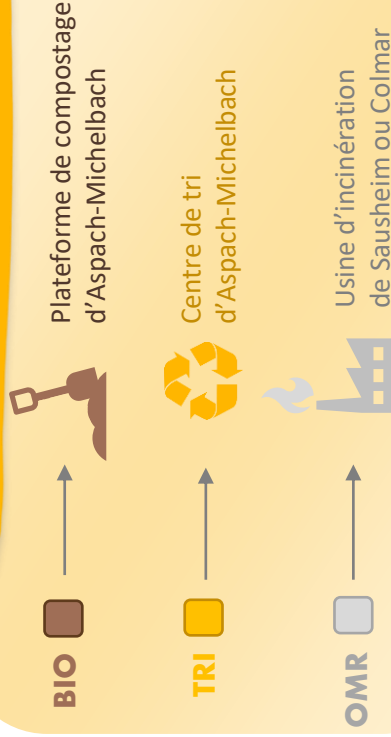 BIO
Plateforme de compostage
d'Aspach-Michelbach
TRI
Centre de tri
d'Aspach-Michelbach
OMR
Usine d'incinération
de Sausheim ou Colmar